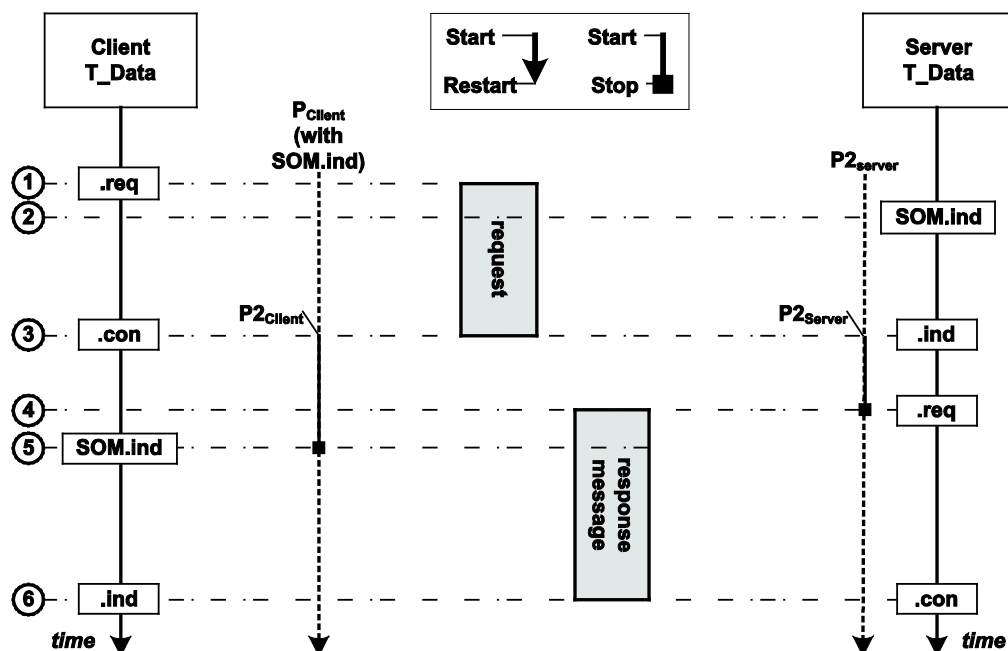 Client
T_Data
Start
Restart
Start
Stop
Server
T_Data
PClient
(with
SOM.ind)
P2server
1
.req
2
SOM.ind
request
P2Client
P2Server
3
.con
.ind
4
.req
5
SOM.ind
response
message
6
.ind
.con
time
time